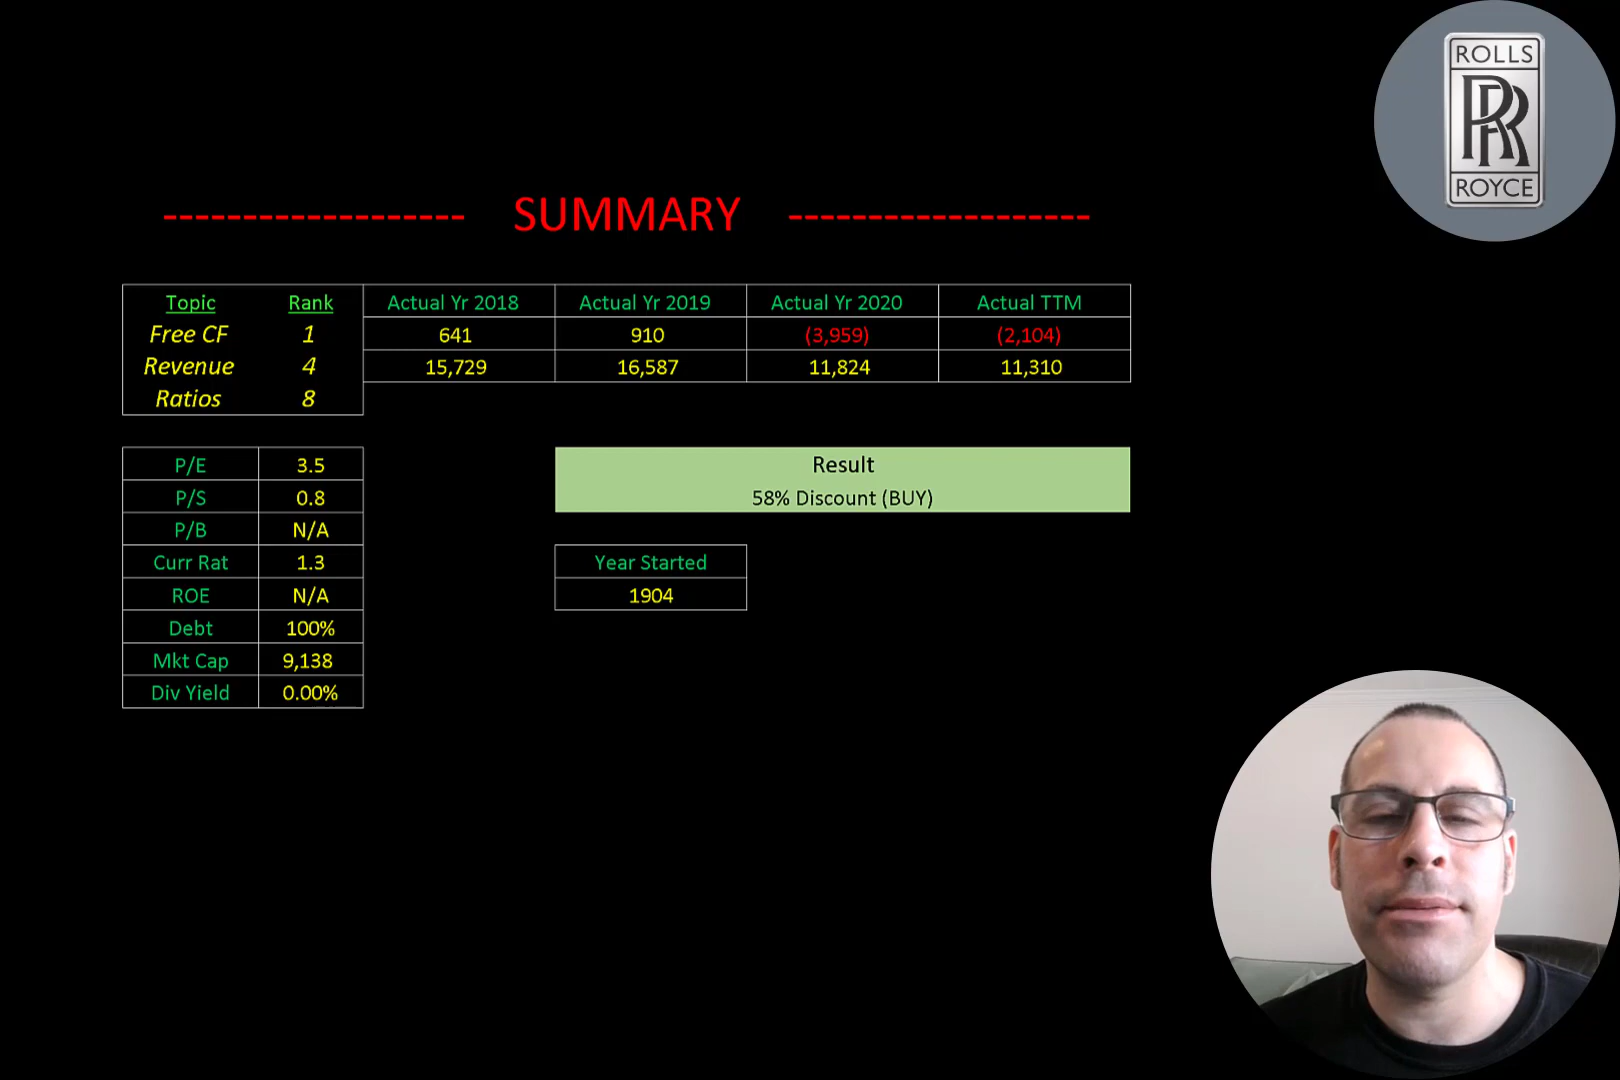 ROLLS
RR
ROYCE
------------------- SUMMARY -------------------
Topic Rank Actual Yr 2018 Actual Yr 2019 Actual Yr 2020 Actual TTM
Free CF 1 641 910 (3,959) (2,104)
Revenue 4 15,729 16,587 11,824 11,310
Ratios 8
P/E 3.5 Result
P/S 0.8 58% Discount (BUY)
P/B N/A
Curr Rat 1.3 Year Started
ROE N/A 1904
Debt 100%
Mkt Cap 9,138
Div Yield 0.00%